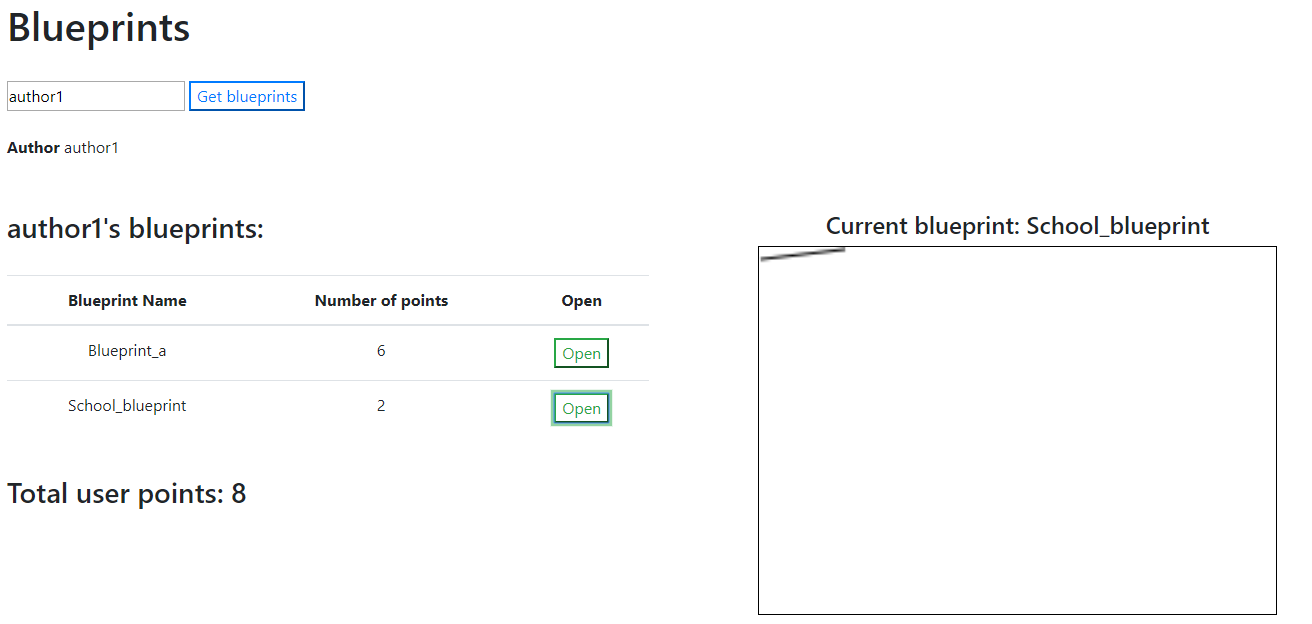 Blueprints
author1 Get blueprints
Author author1
author1's blueprints:
Blueprint Name Number of points Open
Blueprint_a 6 Open
School_blueprint 2 Open
Total user points: 8
Current blueprint: School_blueprint